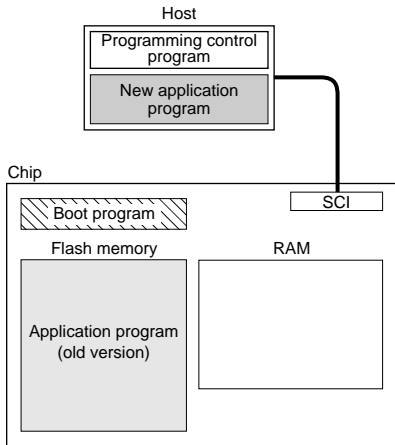 Host
Programming control
program
New application
program
Chip
SCI
Boot program
Flash memory
RAM
Application program
(old version)